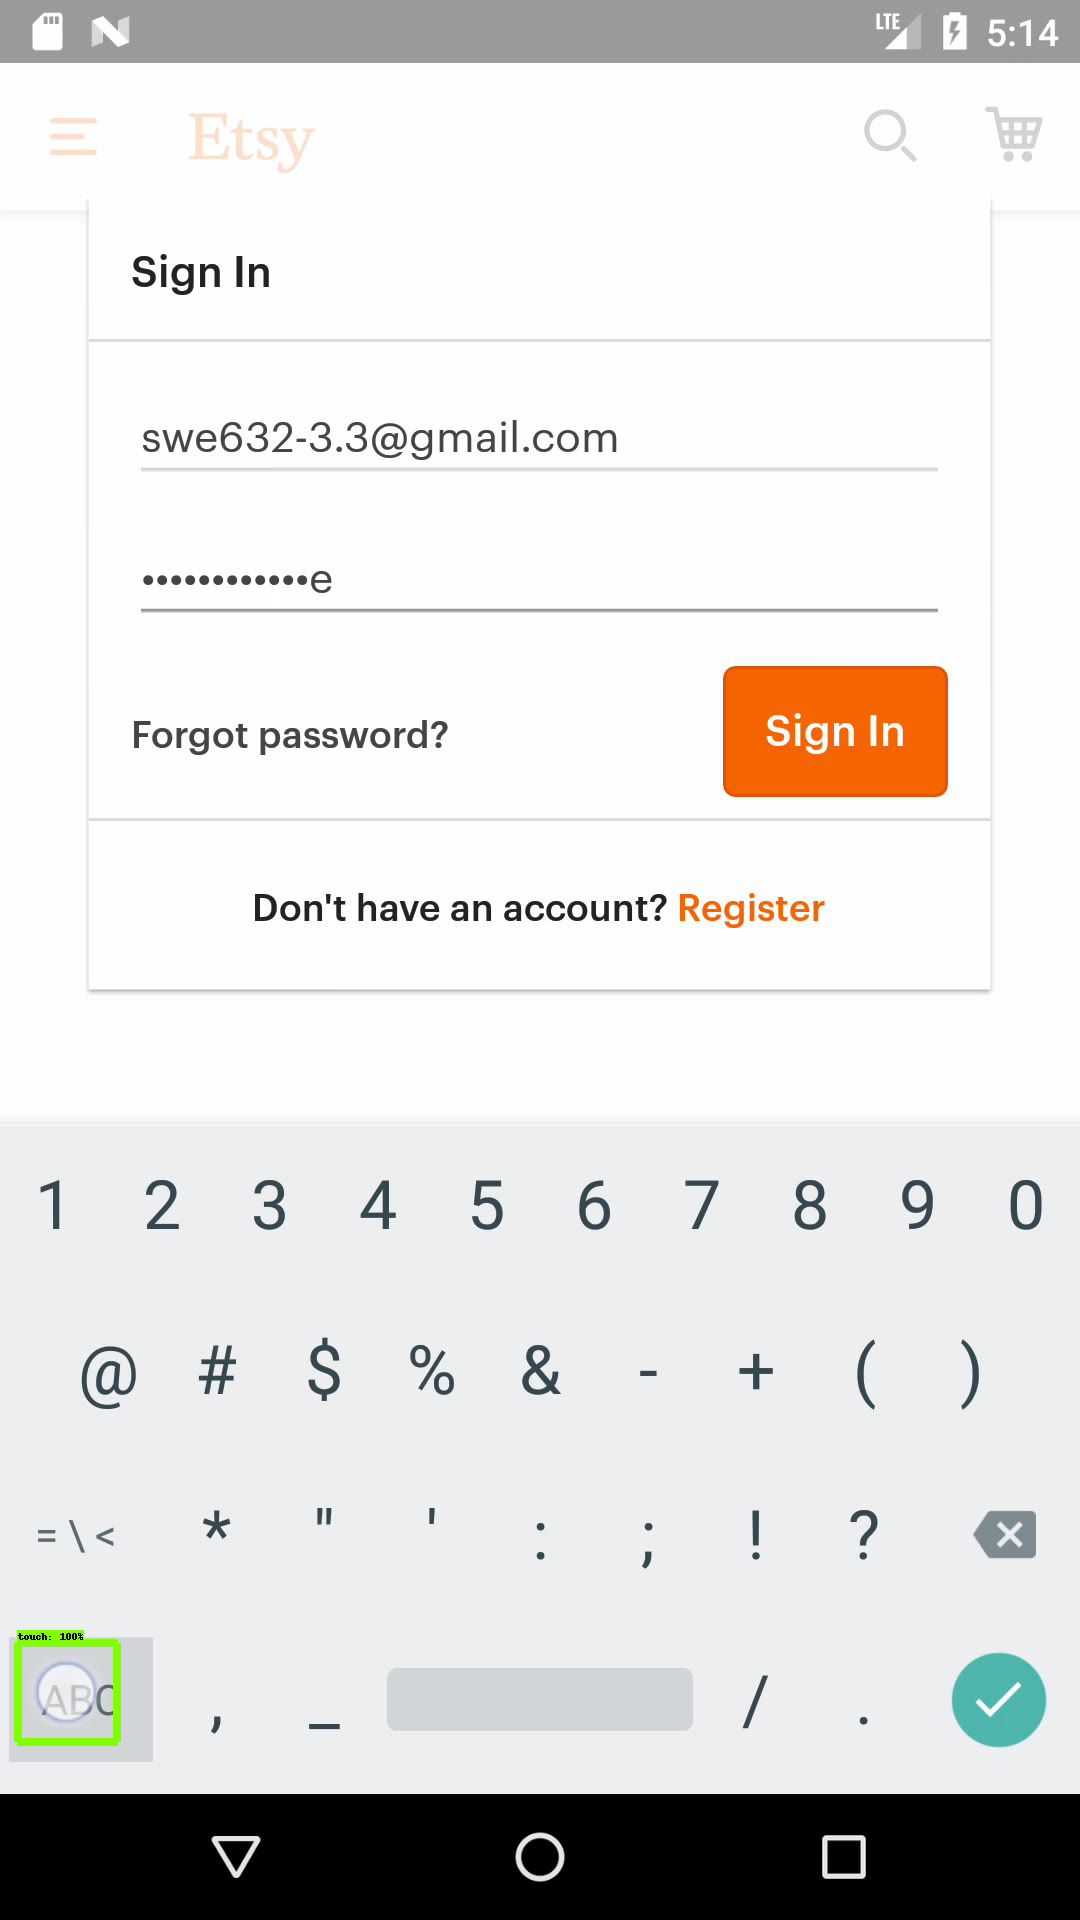 LTE 5:14
Etsy
Sign In
swe632-3.3@gmail.com
••••••••••••e
Forgot password?
Sign In
Don't have an account? Register
1 2 3 4 5 6 7 8 9 0
@ # $ % & - + ( )
= \ < * " ' : ; ! ?
touch: 100%
ABC , _ / .